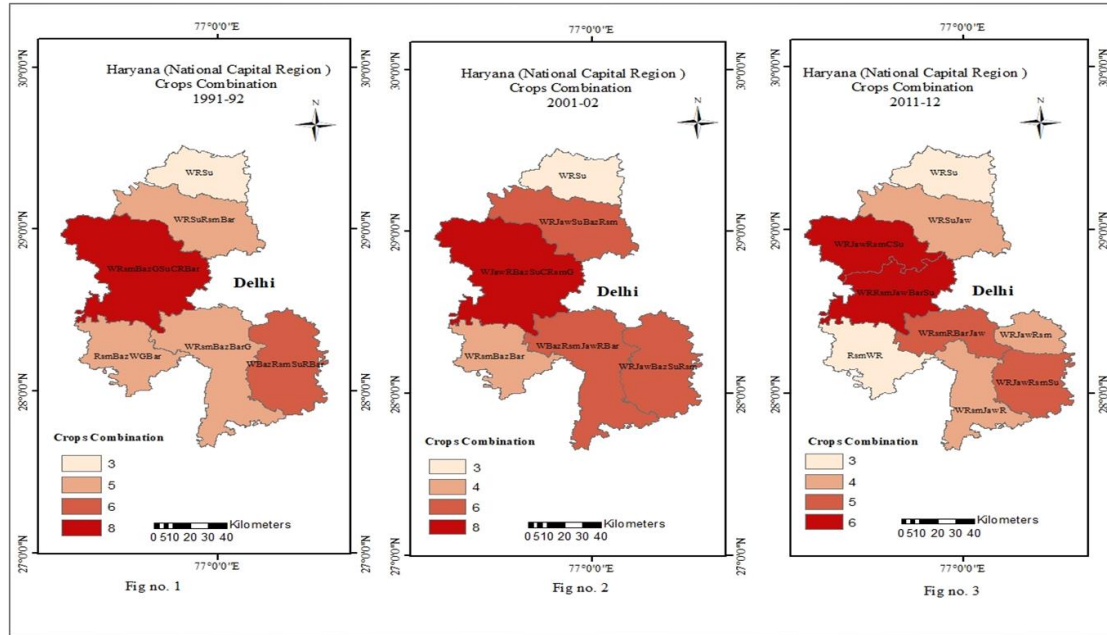 77°0'0"E
Haryana (National Capital Region )
Crops Combination
1991-92
N
30°0'0"N
29°0'0"N
28°0'0"N
27°0'0"N
WRSu
WRSuRsmBar
WRsmBazGSuCRBar
Delhi
RsmBazWGBar
WRsmBazBarG
WBazRsmSuRBar
Crops Combination
3
5
6
8
Kilometers
0 5 10 20 30 40
77°0'0"E
Fig no. 1
77°0'0"E
Haryana (National Capital Region )
Crops Combination
2001-02
N
30°0'0"N
29°0'0"N
28°0'0"N
27°0'0"N
WRSu
WRJawSuBazRsm
WJawRBazSuCRsmG
Delhi
WRsmBazBar
WBazRsmJawRBar
WRJawBazSuRsm
Crops Combination
3
4
6
8
Kilometers
0 5 10 20 30 40
77°0'0"E
Fig no. 2
77°0'0"E
Haryana (National Capital Region )
Crops Combination
2011-12
N
30°0'0"N
29°0'0"N
28°0'0"N
27°0'0"N
WRSu
WRSuJaw
WRJawRsmCSu
WRRsmJawBarSu
Delhi
WRsmRBarJaw
WRJawRsm
RsmWR
WRJawRsmSu
WRsmJawR
Crops Combination
3
4
5
6
Kilometers
0 5 10 20 30 40
77°0'0"E
Fig no. 3